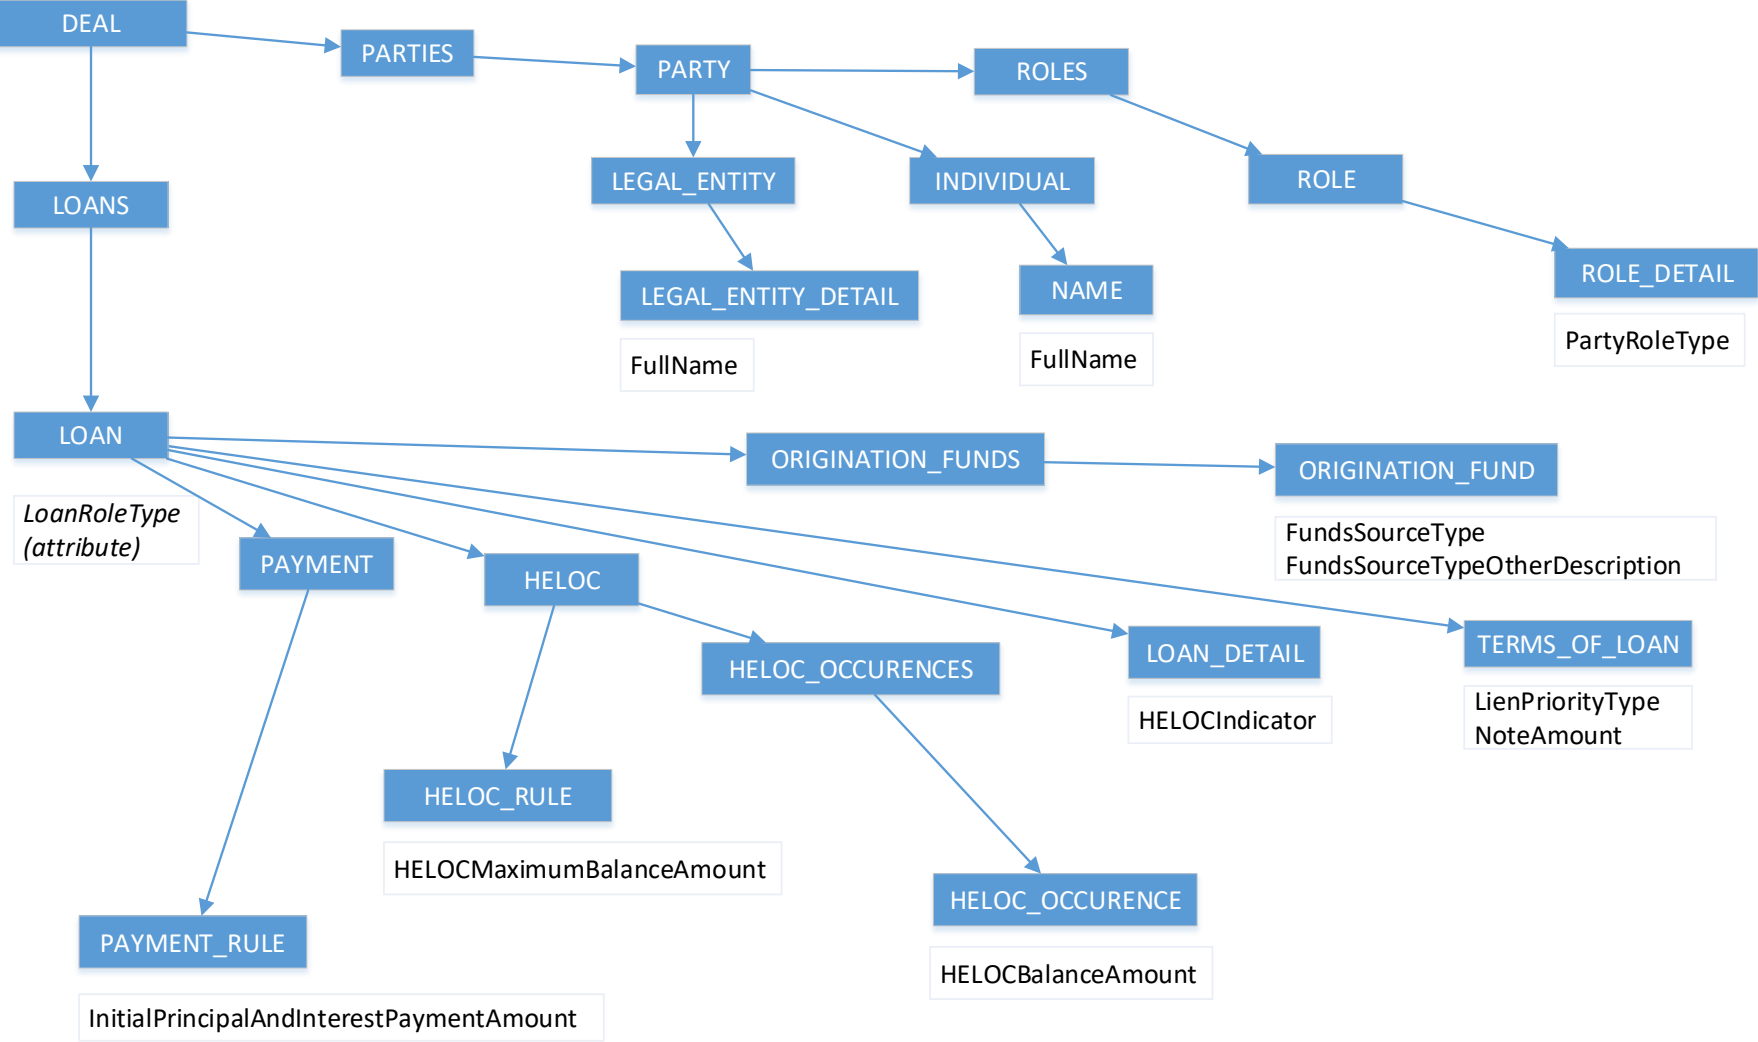 DEAL
PARTIES
PARTY
ROLES
LEGAL_ENTITY
INDIVIDUAL
ROLE
LOANS
LEGAL_ENTITY_DETAIL
NAME
ROLE_DETAIL
FullName
FullName
PartyRoleType
LOAN
ORIGINATION_FUNDS
ORIGINATION_FUND
LoanRoleType
(attribute)
FundsSourceType
FundsSourceTypeOtherDescription
PAYMENT
HELOC
HELOC_OCCURENCES
LOAN_DETAIL
TERMS_OF_LOAN
HELOCIndicator
LienPriorityType
NoteAmount
HELOC_RULE
HELOCMaximumBalanceAmount
HELOC_OCCURENCE
PAYMENT_RULE
HELOCBalanceAmount
InitialPrincipalAndInterestPaymentAmount